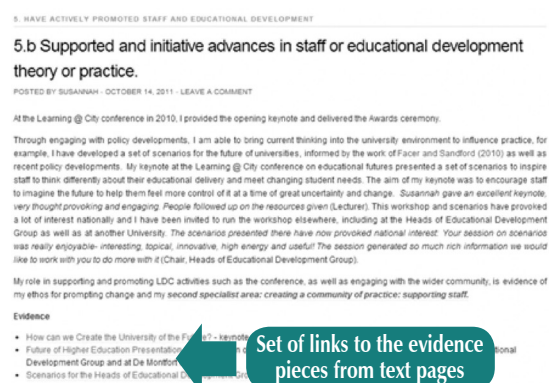 5. HAVE ACTIVELY PROMOTED STAFF AND EDUCATIONAL DEVELOPMENT
5.b Supported and initiative advances in staff or educational development
theory or practice.
POSTED BY SUSANNAH - OCTOBER 14, 2011 - LEAVE A COMMENT
At the Learning @ City conference in 2010, I provided the opening keynote and delivered the Awards ceremony.
Through engaging with policy developments, I am able to bring current thinking into the university environment to influence practice, for
example, I have developed a set of scenarios for the future of universities, informed by the work of Facer and Sandford (2010) as well as
recent policy developments. My keynote at the Learning @ City conference on educational futures presented a set of scenarios to inspire
staff to think differently about their educational delivery and meet changing student needs. The aim of my keynote was to encourage staff
to imagine the future to help them feel more control of it at a time of great uncertainty and change. Susannah gave an excellent keynote,
very thought provoking and engaging. People followed up on the resources given (Lecturer). This workshop and scenarios have provoked
a lot of interest nationally and I have been invited to run the workshop elsewhere, including at the Heads of Educational Development
Group as well as at another University. The scenarios presented there have now provoked national interest. Your session on scenarios
was really enjoyable- interesting, topical, innovative, high energy and useful! The session generated so much rich information we would
like to work with you to do more with it (Chair, Heads of Educational Development Group).
My role in supporting and promoting LDC activities such as the conference, as well as engaging with the wider community, is evidence of
my ethos for prompting change and my second specialist area: creating a community of practice: supporting staff.
Evidence
How can we Create the University of the - keynote
Future of Higher Education Presentation
Development Group and at De Montfort
Scenarios for the Heads of Educational
Set of links to the evidence
pieces from text pages